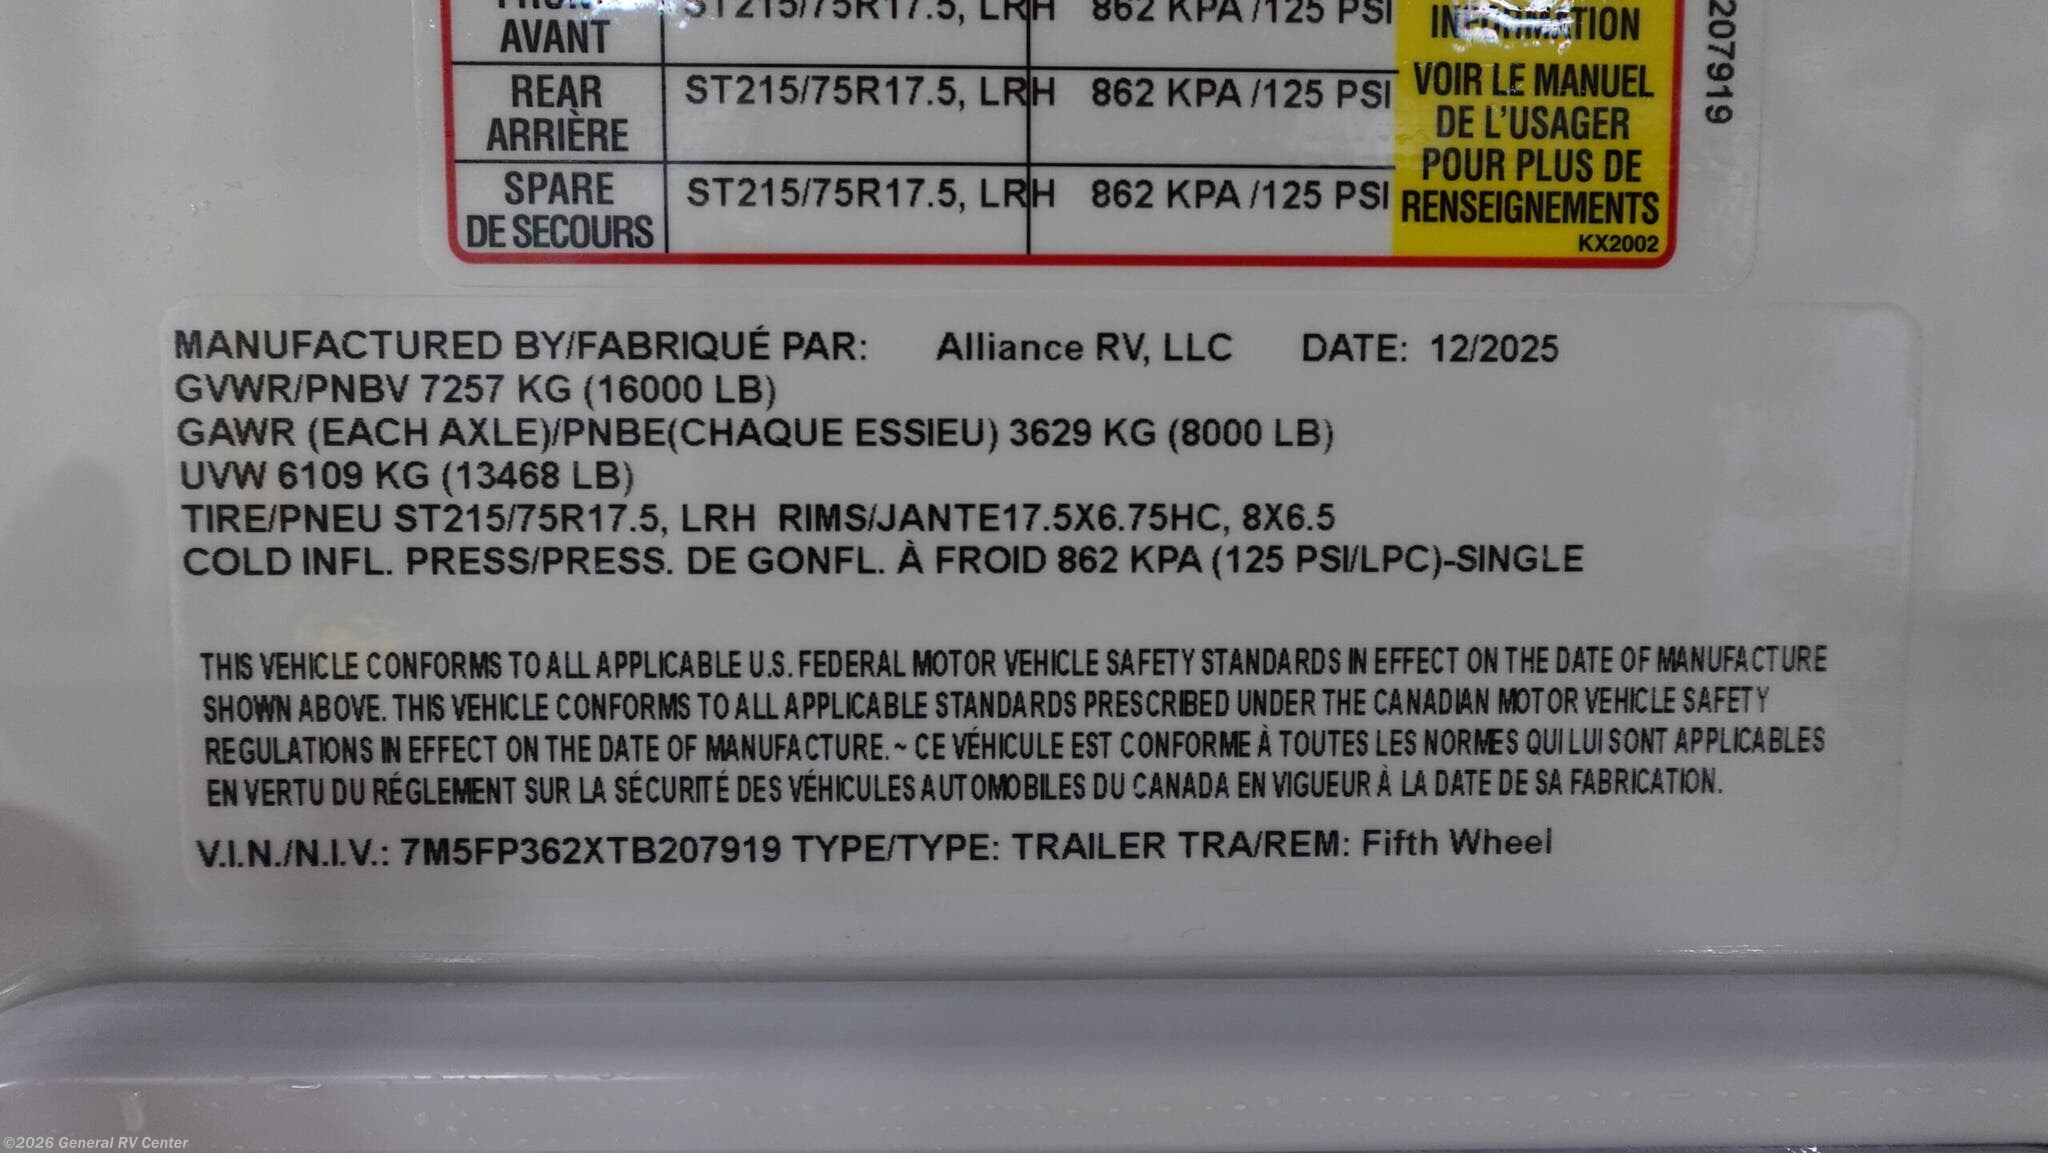 FRONT
AVANT
ST215/75R17.5, LRH 862 KPA /125 PSI
INFORMATION
REAR
ARRIÈRE
ST215/75R17.5, LRH 862 KPA /125 PSI
SPARE
DE SECOURS
ST215/75R17.5, LRH 862 KPA /125 PSI
VOIR LE MANUEL
DE L'USAGER
POUR PLUS DE
RENSEIGNEMENTS
KX2002
207919
MANUFACTURED BY/FABRIQUÉ PAR: Alliance RV, LLC DATE: 12/2025
GVWR/PNBV 7257 KG (16000 LB)
GAWR (EACH AXLE)/PNBE(CHAQUE ESSIEU) 3629 KG (8000 LB)
UVW 6109 KG (13468 LB)
TIRE/PNEU ST215/75R17.5, LRH RIMS/JANTE17.5X6.75HC, 8X6.5
COLD INFL. PRESS/PRESS. DE GONFL. À FROID 862 KPA (125 PSI/LPC)-SINGLE
THIS VEHICLE CONFORMS TO ALL APPLICABLE U.S. FEDERAL MOTOR VEHICLE SAFETY STANDARDS IN EFFECT ON THE DATE OF MANUFACTURE
SHOWN ABOVE. THIS VEHICLE CONFORMS TO ALL APPLICABLE STANDARDS PRESCRIBED UNDER THE CANADIAN MOTOR VEHICLE SAFETY
REGULATIONS IN EFFECT ON THE DATE OF MANUFACTURE. ~ CE VÉHICULE EST CONFORME À TOUTES LES NORMES QUI LUI SONT APPLICABLES
EN VERTU DU RÉGLEMENT SUR LA SÉCURITÉ DES VÉHICULES AUTOMOBILES DU CANADA EN VIGUEUR À LA DATE DE SA FABRICATION.
V.I.N./N.I.V.: 7M5FP362XTB207919 TYPE/TYPE: TRAILER TRA/REM: Fifth Wheel
©2026 General RV Center